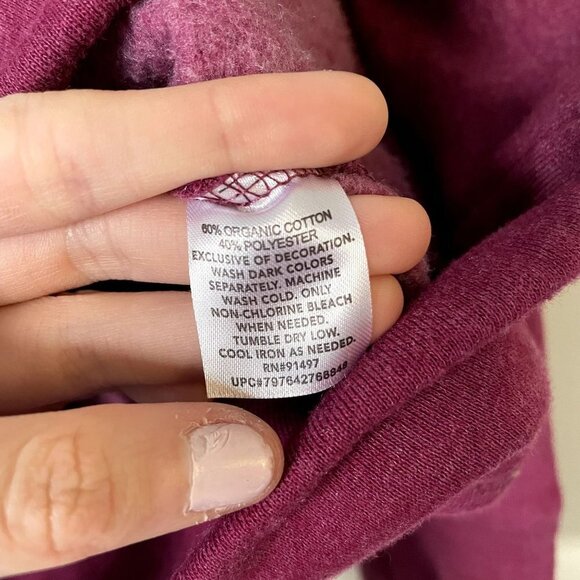 60% ORGANIC COTTON
40% POLYESTER
EXCLUSIVE OF DECORATION.
WASH DARK COLORS
SEPARATELY. MACHINE
WASH COLD. ONLY
NON-CHLORINE BLEACH
WHEN NEEDED.
TUMBLE DRY LOW.
COOL IRON AS NEEDED.
RN#91497
UPC#797642768848